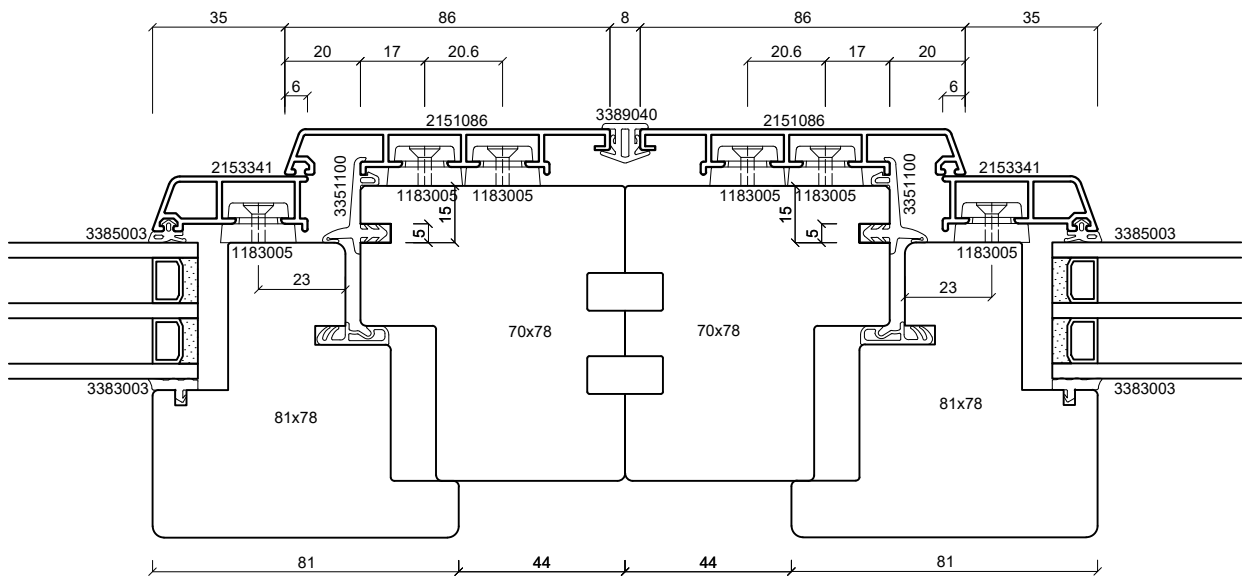 35 86 8 86 35
20 17 20.6 20.6 17 20
6 6
3389040
2151086 2151086
2153341 2153341
3351100 3351100
1183005 1183005 1183005 1183005
15 15
5 5
3385003 3385003
1183005 1183005
23 23
70x78 70x78
3383003 3383003
81x78 81x78
81 44 44 81